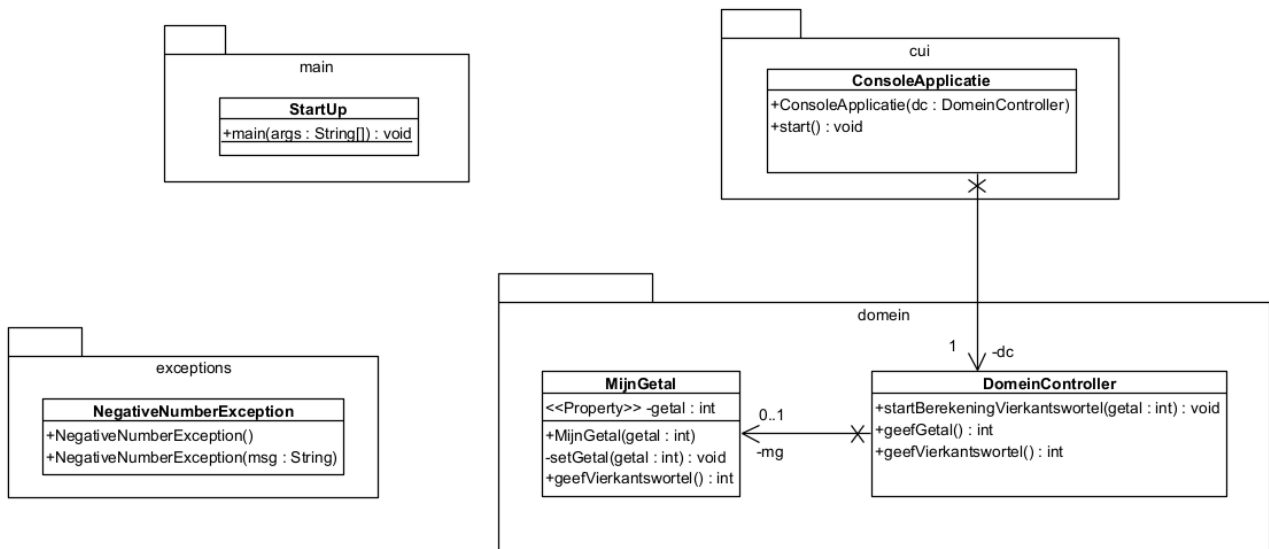 main
StartUp
+main(args : String[]) : void
cui
ConsoleApplicatie
+ConsoleApplicatie(dc : DomeinController)
+start() : void
exceptions
NegativeNumberException
+NegativeNumberException()
+NegativeNumberException(msg : String)
domein
1
-dc
MijnGetal
<<Property>> -getal : int
+MijnGetal(getal : int)
-setGetal(getal : int) : void
+geefVierkantswortel() : int
0..1
-mg
DomeinController
+startBerekeningVierkantswortel(getal : int) : void
+geefGetal() : int
+geefVierkantswortel() : int